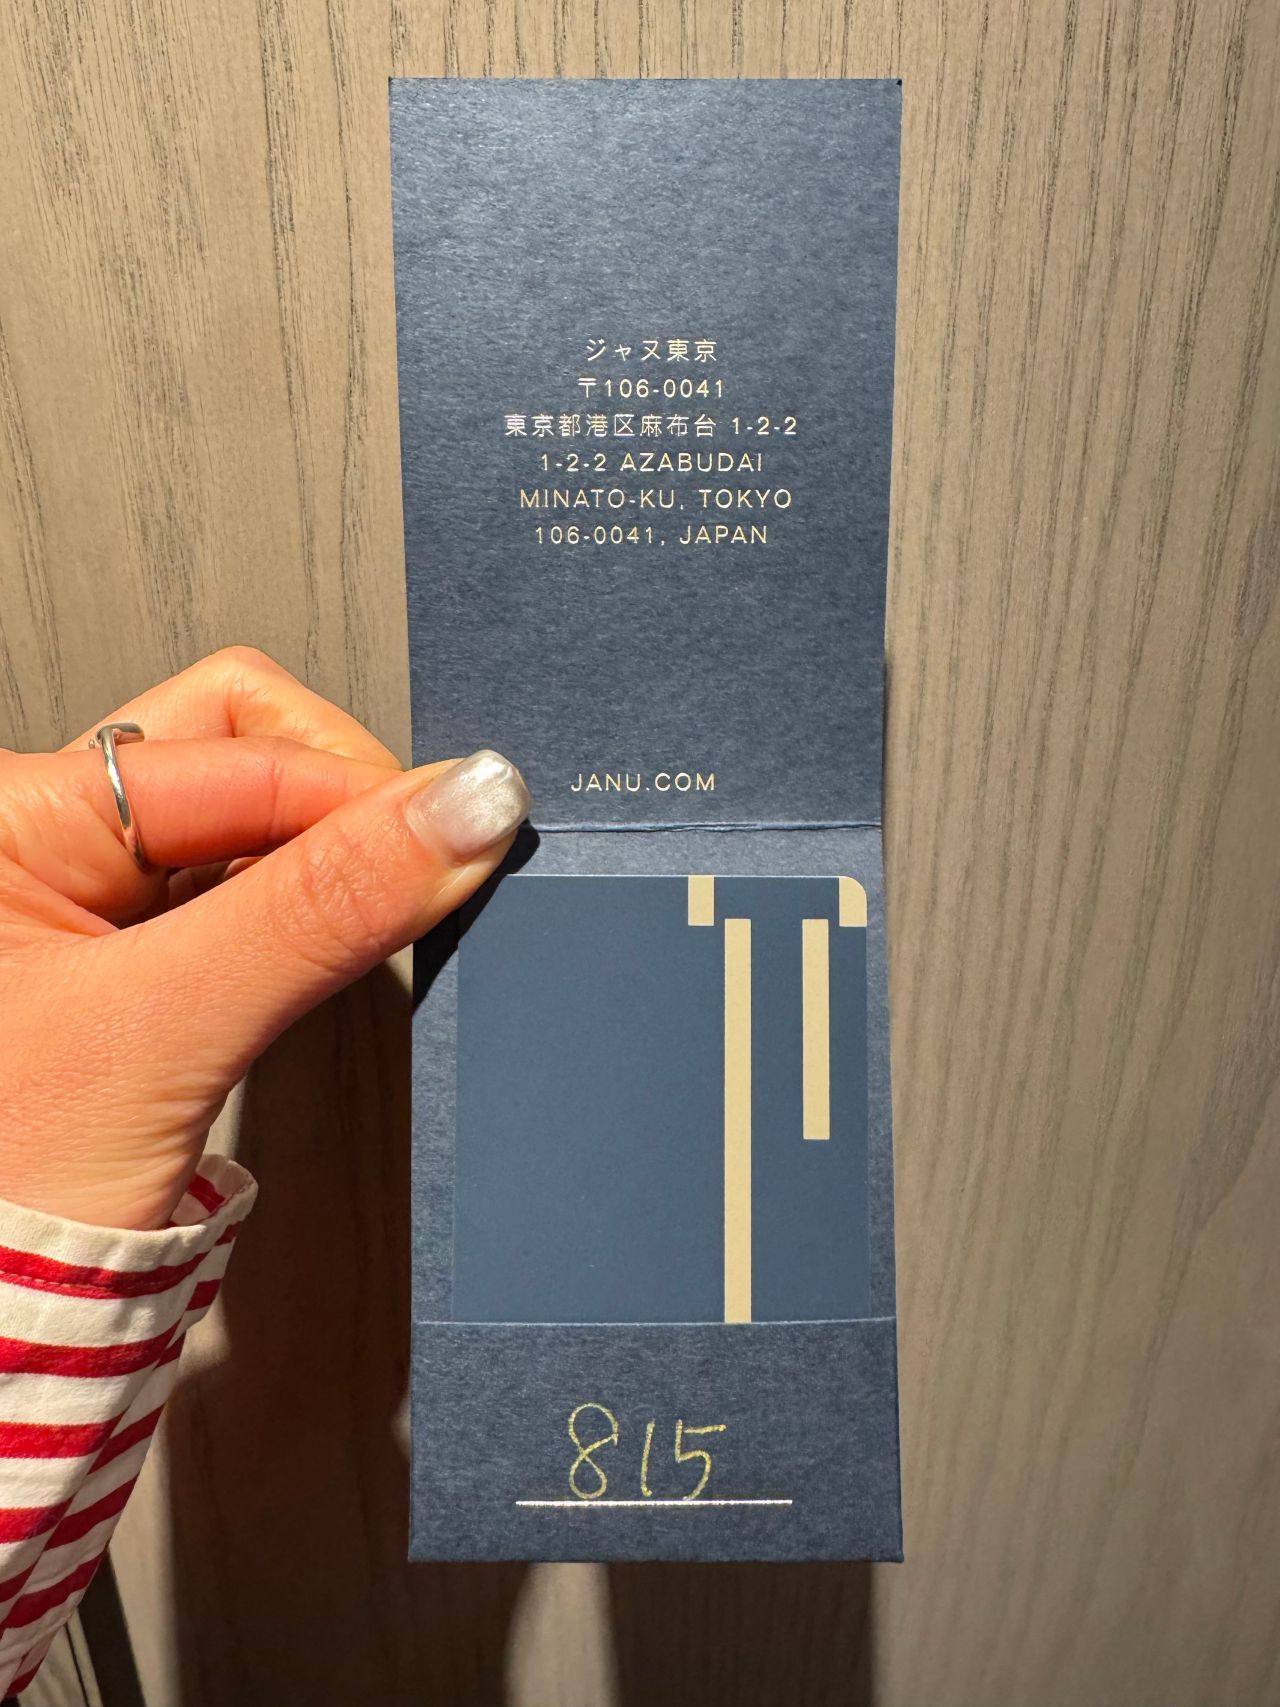 ジャヌ東京
〒106-0041
東京都港区麻布台 1-2-2
1-2-2 AZABUDAI
MINATO-KU, TOKYO
106-0041, JAPAN
JANU.COM
815